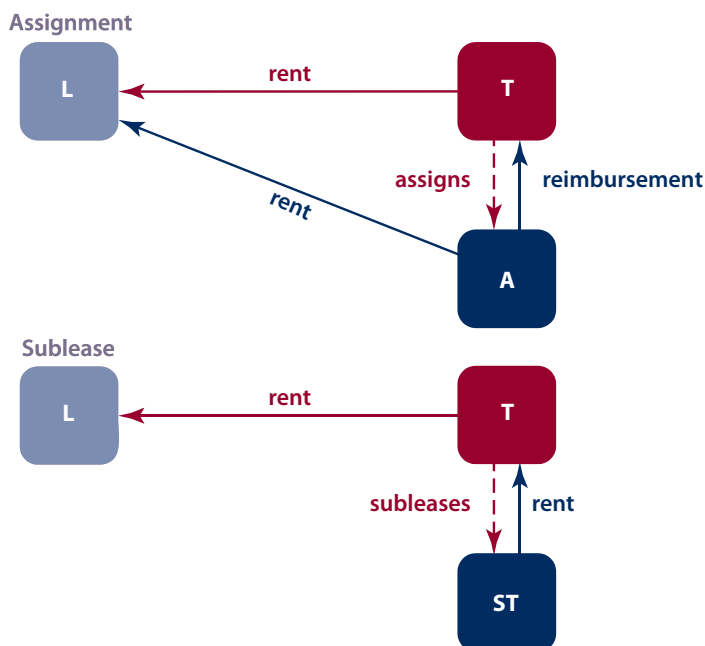 Assignment
L
rent
T
assigns
reimbursement
rent
A
Sublease
L
rent
T
subleases
rent
ST